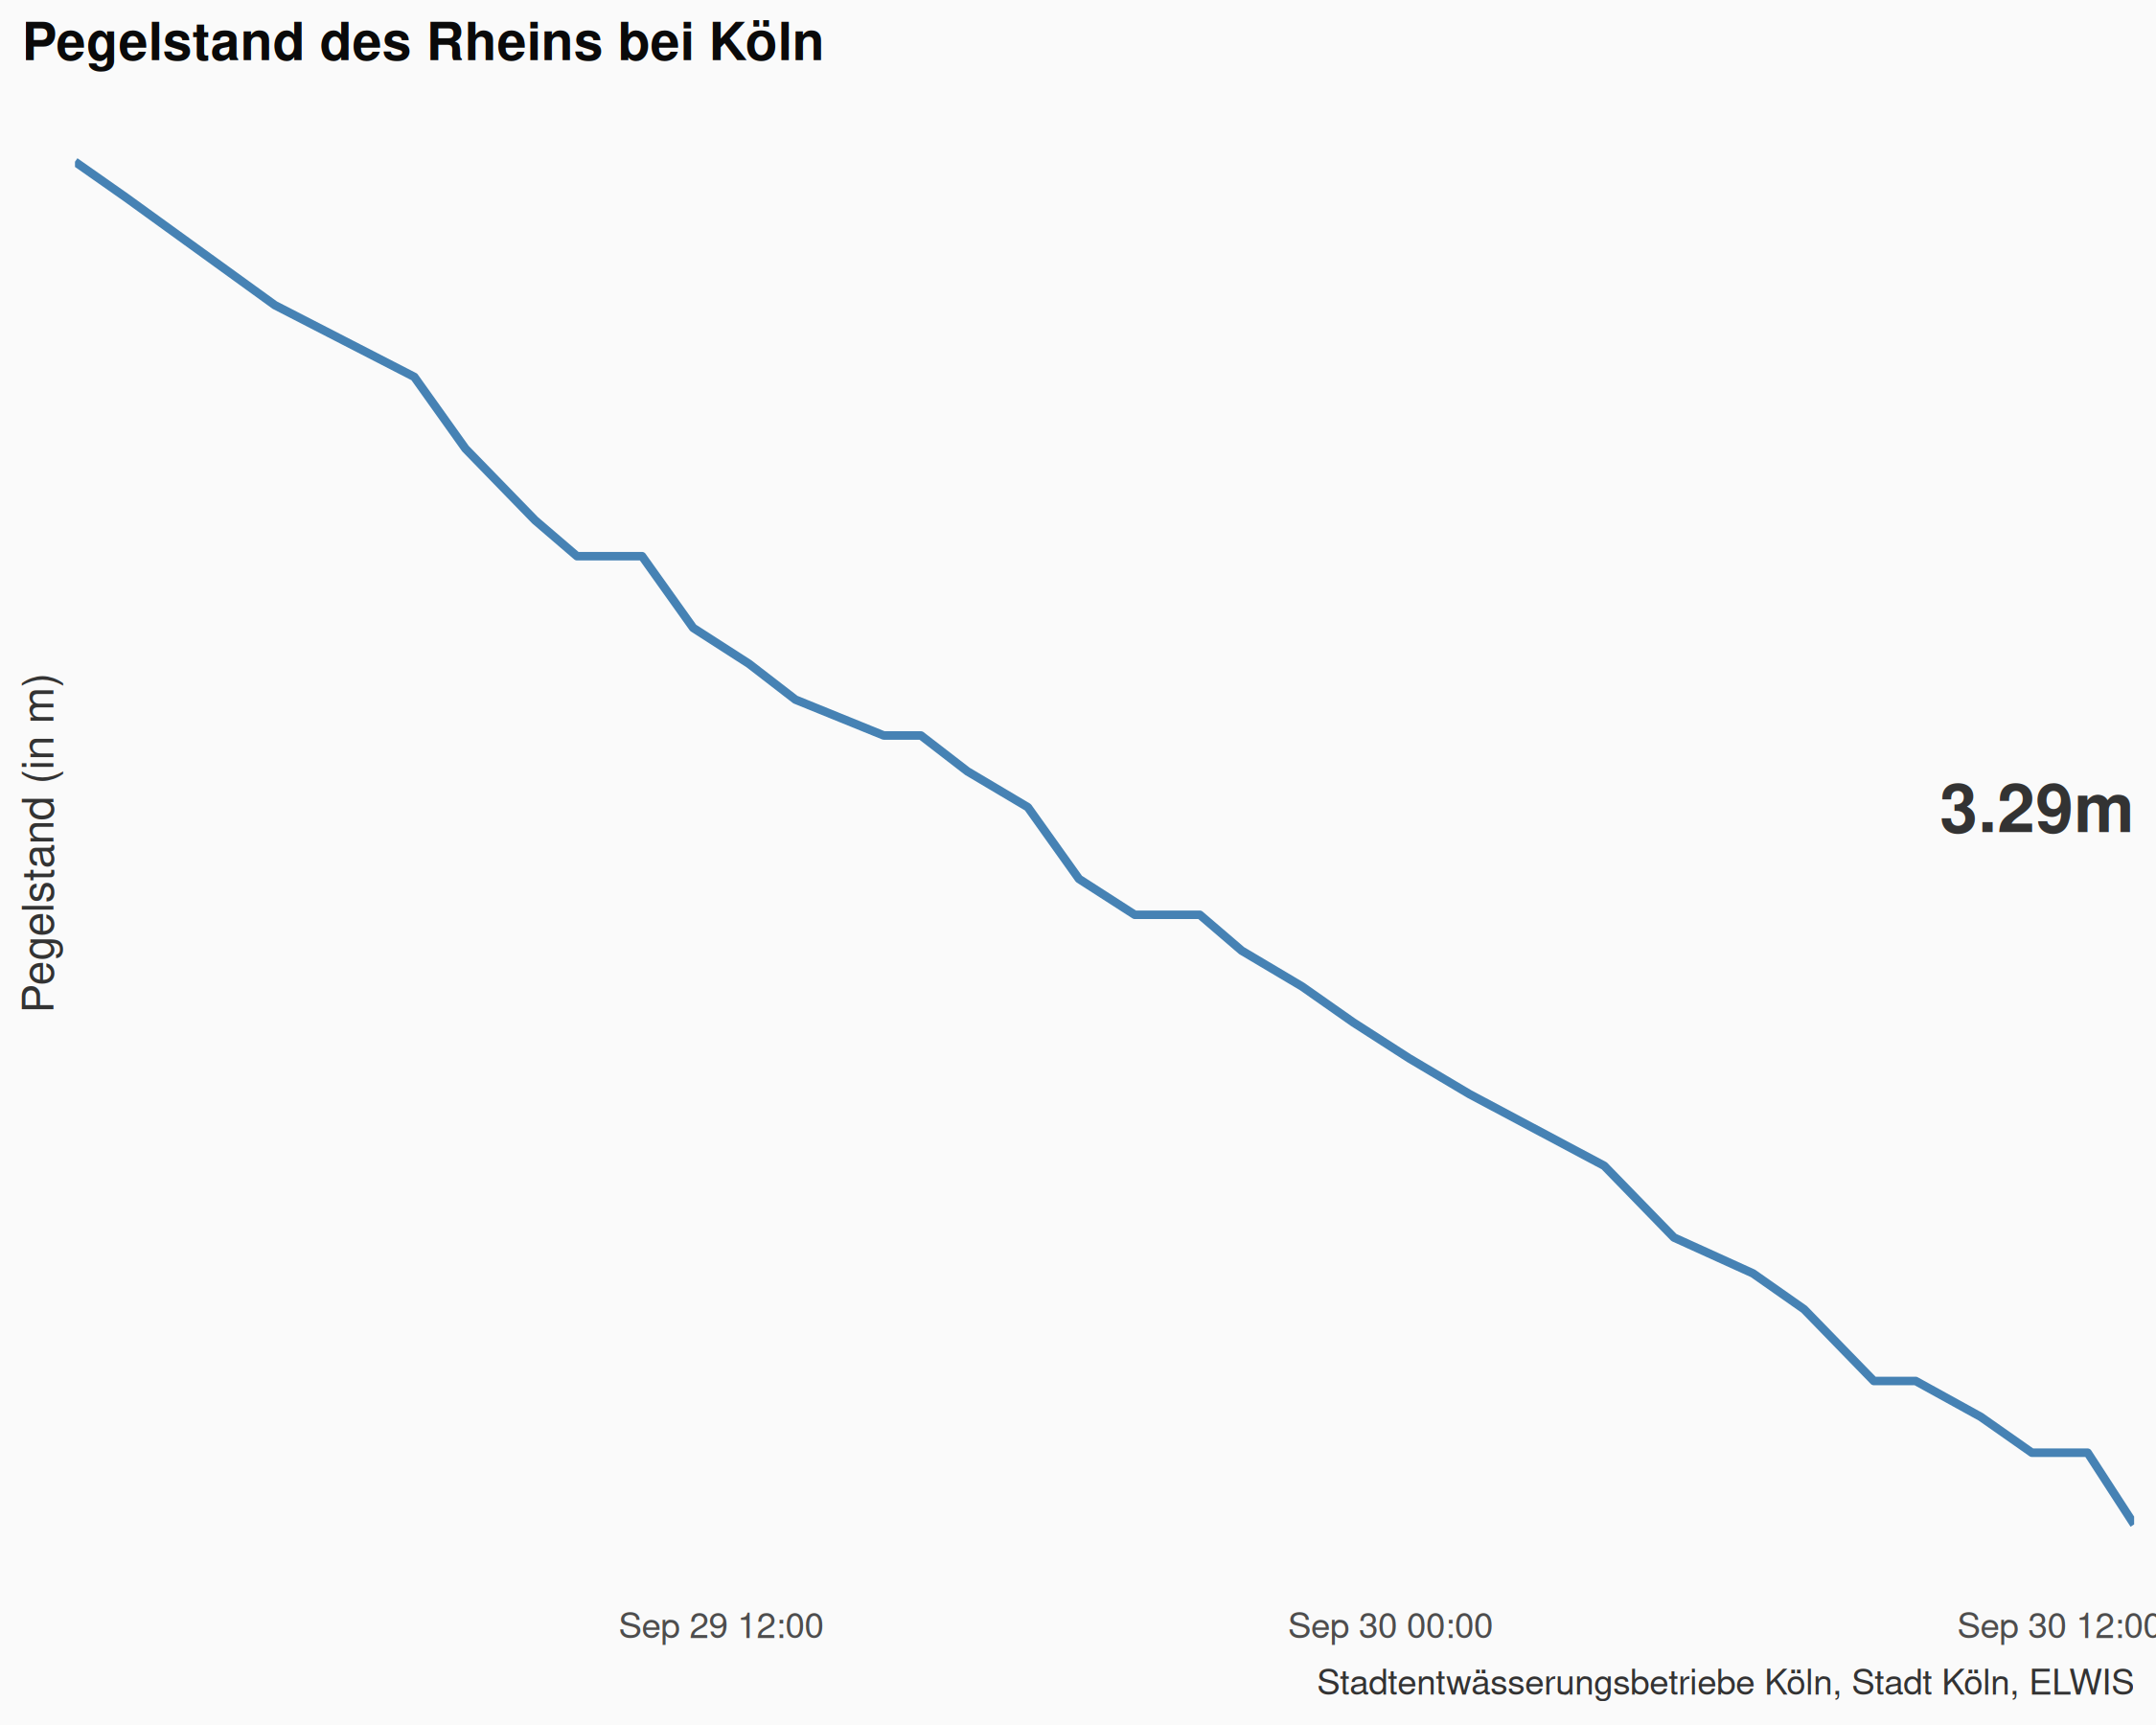 Pegelstand des Rheins bei Köln
Pegelstand (in m)
3.29m
Sep 29 12:00
Sep 30 00:00
Sep 30 12:00
Stadtentwässerungsbetriebe Köln, Stadt Köln, ELWIS